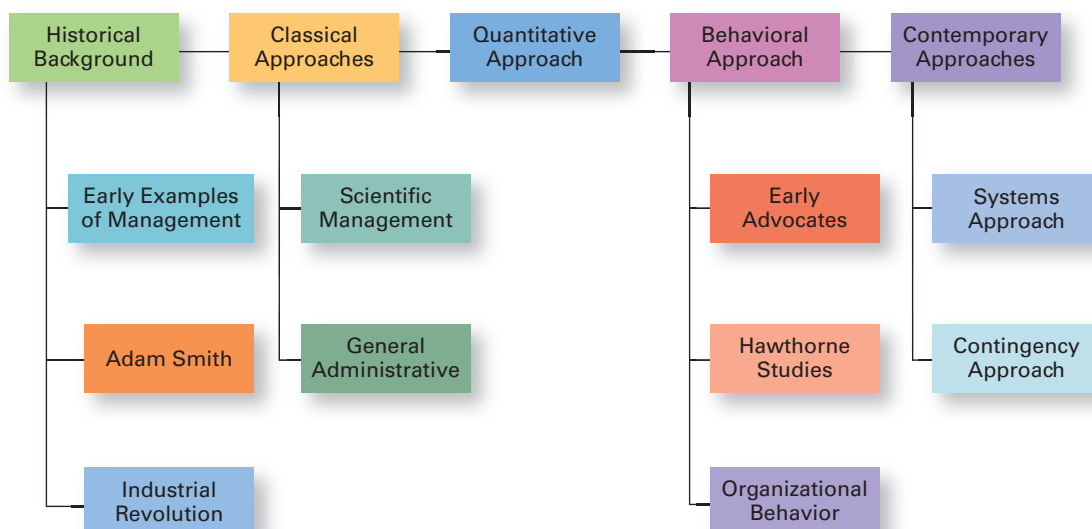 Historical
Background
Classical
Approaches
Quantitative
Approach
Behavioral
Approach
Contemporary
Approaches
Early Examples
of Management
Scientific
Management
Early
Advocates
Systems
Approach
Adam Smith
General
Administrative
Hawthorne
Studies
Contingency
Approach
Industrial
Revolution
Organizational
Behavior